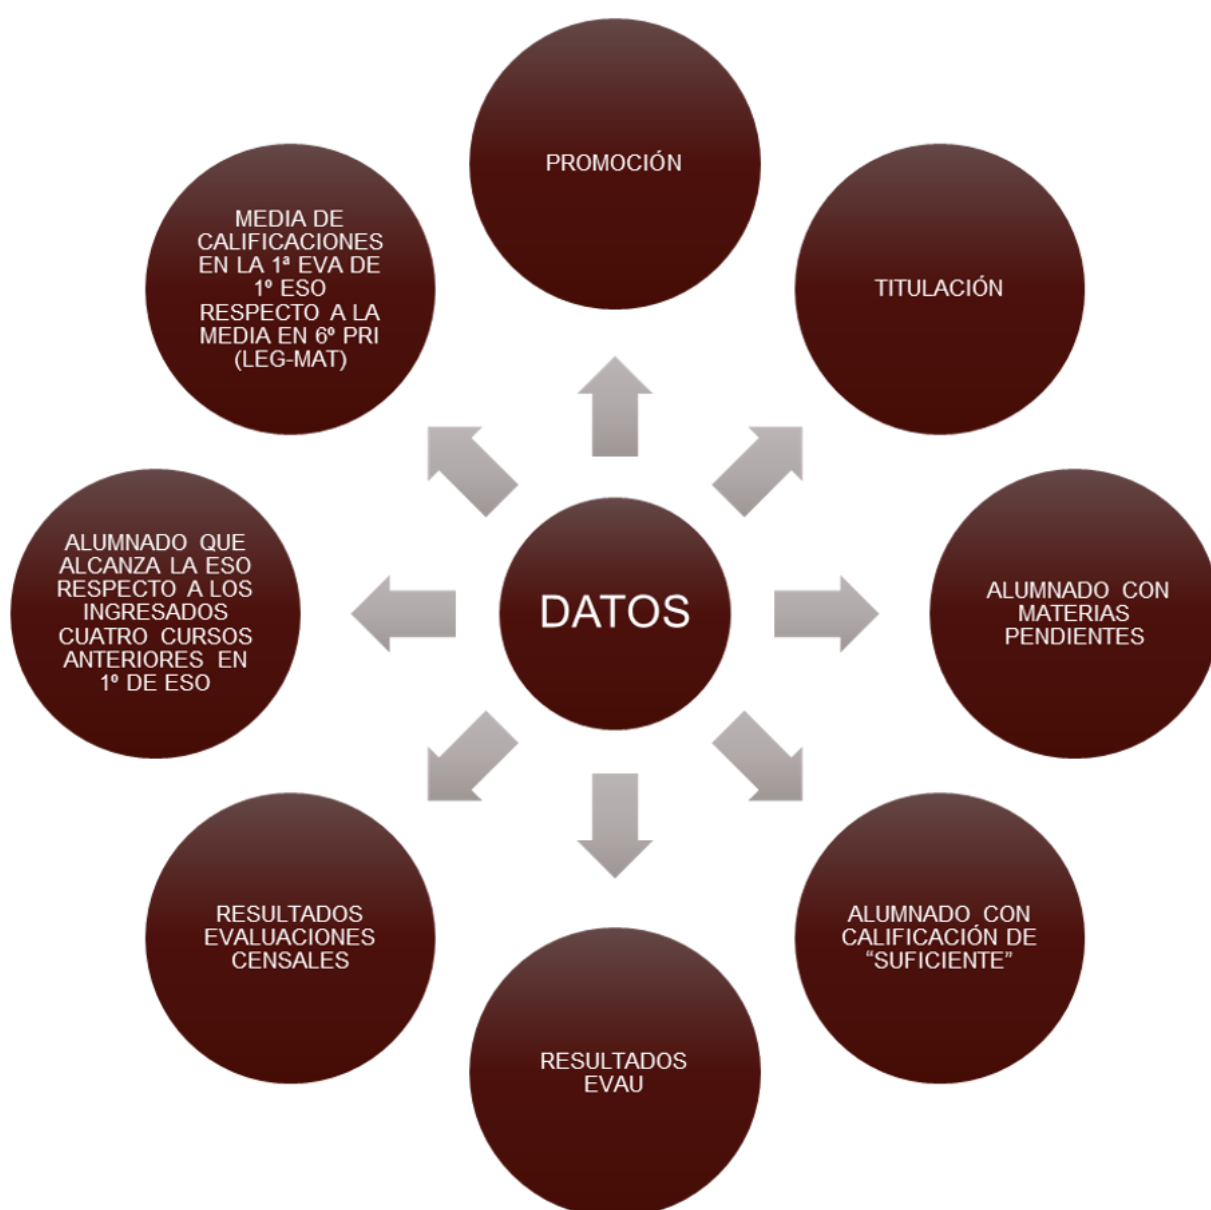 PROMOCIÓN
TITULACIÓN
ALUMNADO CON
MATERIAS
PENDIENTES
ALUMNADO CON
CALIFICACIÓN DE
“SUFICIENTE”
RESULTADOS
EVAU
RESULTADOS
EVALUACIONES
CENSALES
ALUMNADO QUE
ALCANZA LA ESO
RESPECTO A LOS
INGRESADOS
CUATRO CURSOS
ANTERIORES EN
1º DE ESO
MEDIA DE
CALIFICACIONES
EN LA 1ª EVA DE
1º ESO
RESPECTO A LA
MEDIA EN 6º PRI
(LEG-MAT)
DATOS